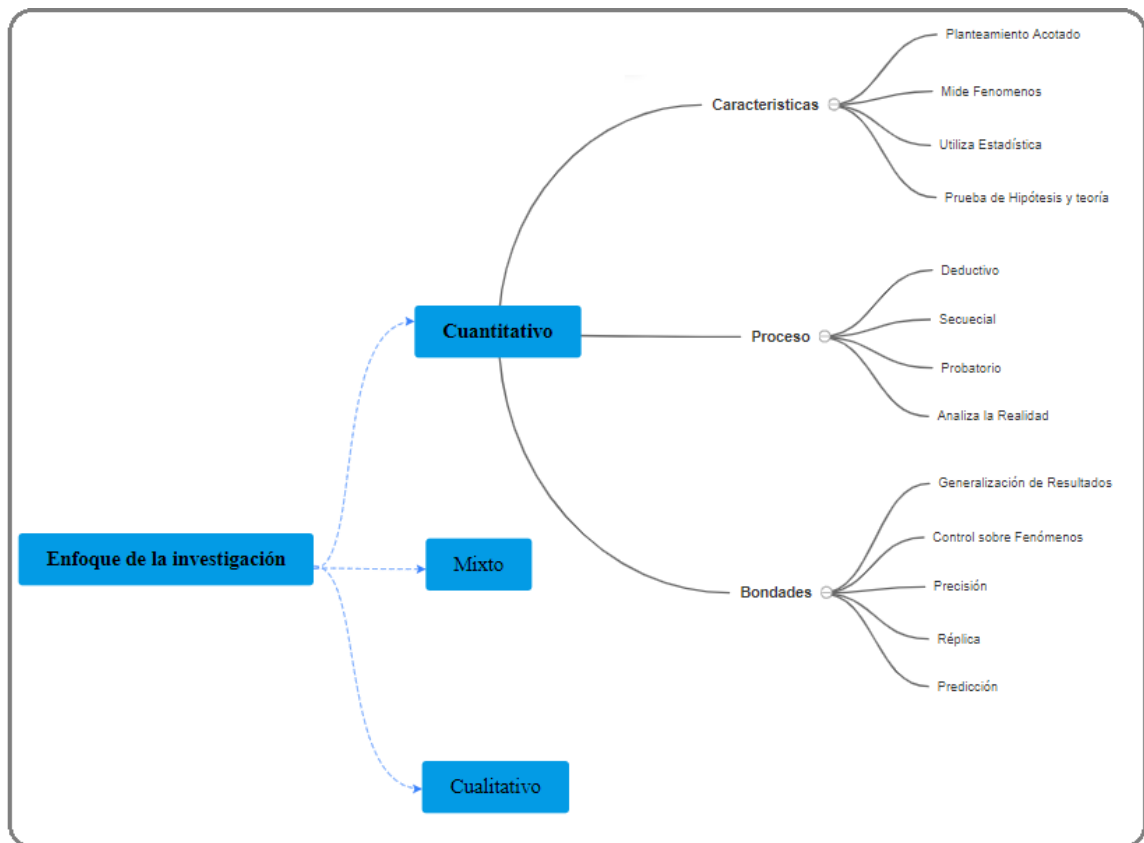 Planteamiento Acotado
Mide Fenomenos
Caracteristicas
Utiliza Estadística
Prueba de Hipótesis y teoría
Deductivo
Secuecial
Cuantitativo
Proceso
Probatorio
Analiza la Realidad
Generalización de Resultados
Control sobre Fenómenos
Enfoque de la investigación
Mixto
Bondades
Precisión
Réplica
Predicción
Cualitativo